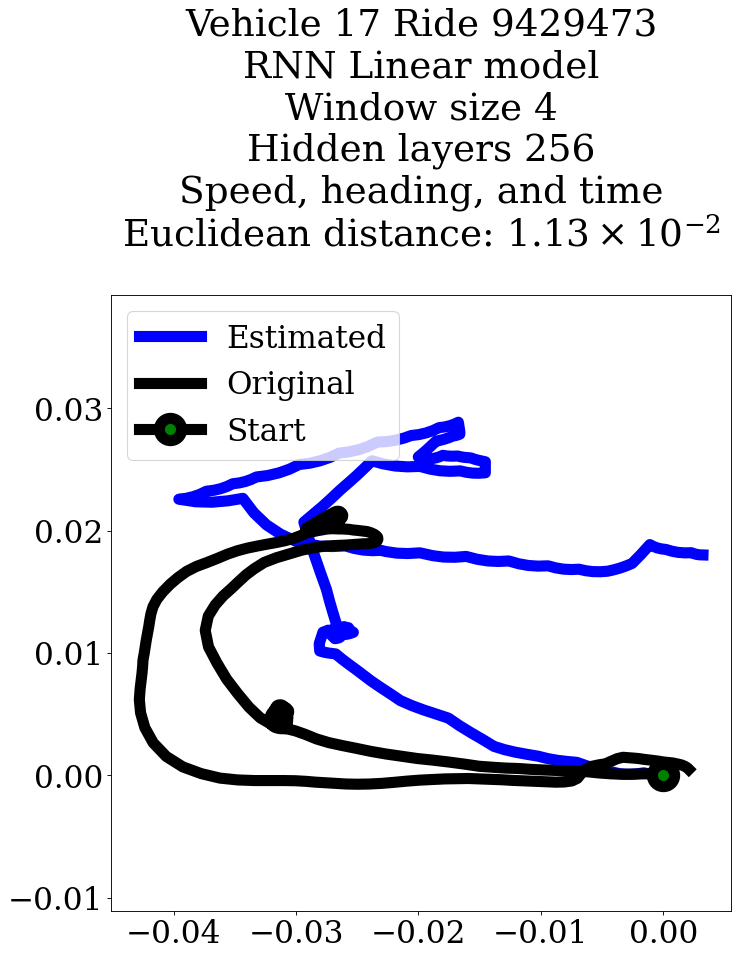 Vehicle 17 Ride 9429473
RNN Linear model
Window size 4
Hidden layers 256
Speed, heading, and time
Euclidean distance: 1.13 × 10⁻²
Estimated
Original
Start
0.03
0.02
0.01
0.00
−0.01
−0.04 −0.03 −0.02 −0.01 0.00